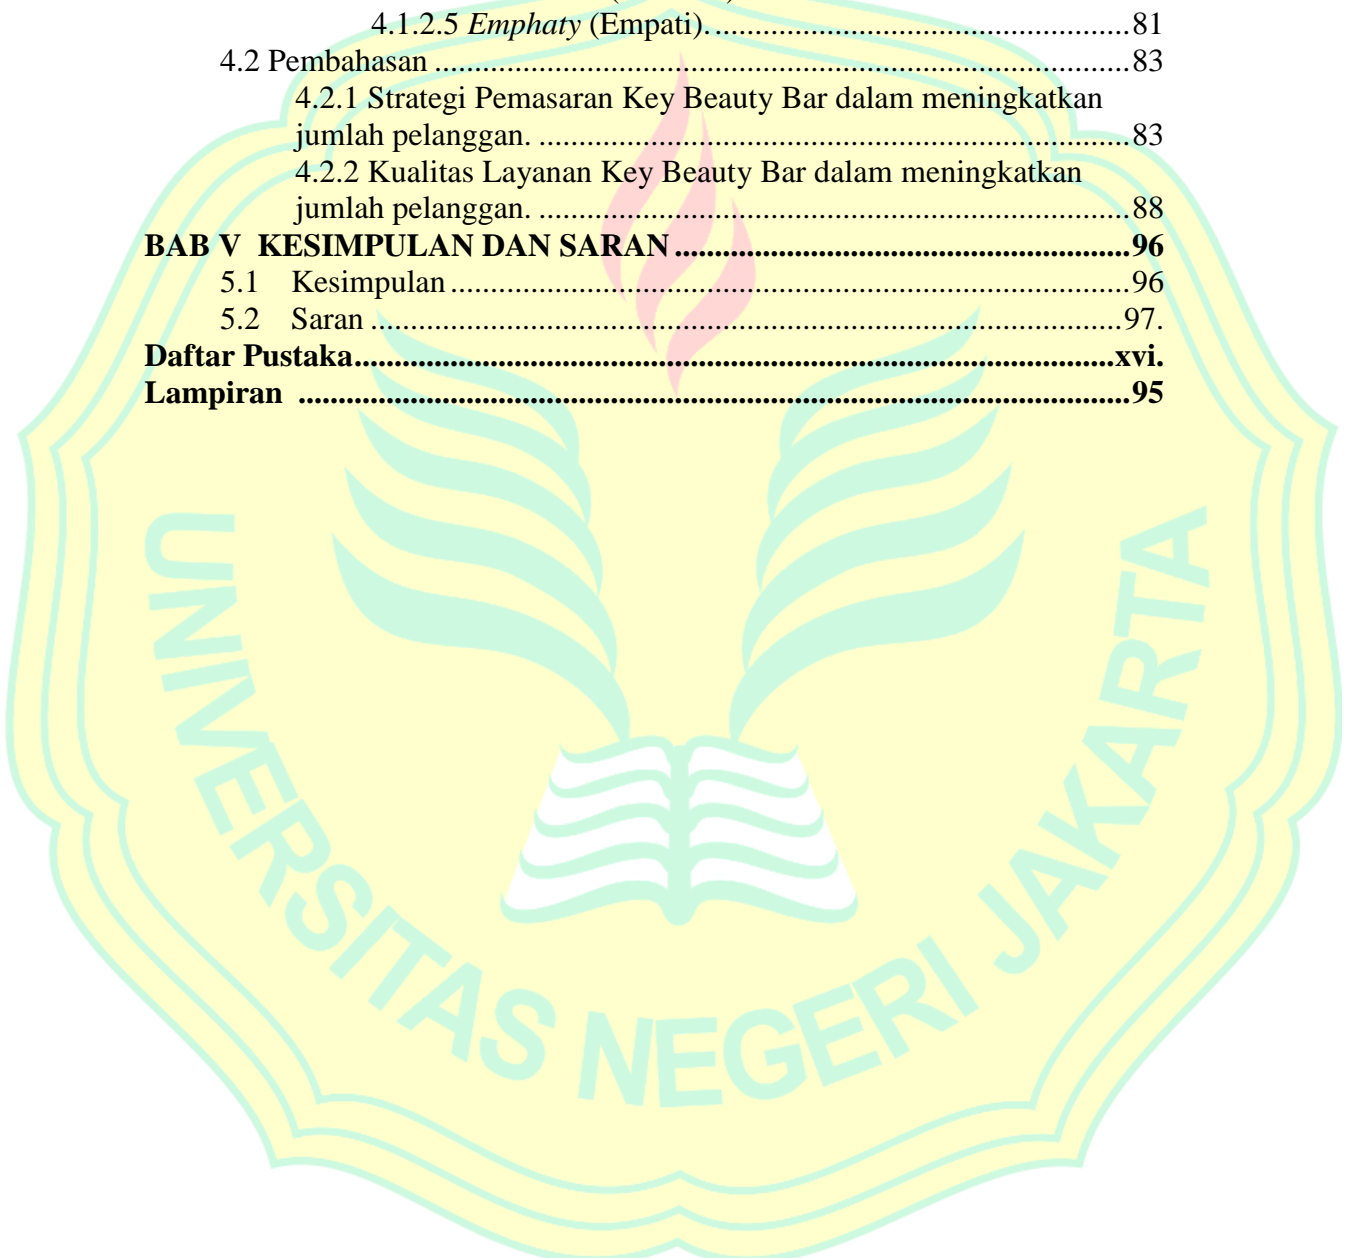 4.1.2.5 Emphaty (Empati). .....................................................81
4.2 Pembahasan .........................................................................................83
4.2.1 Strategi Pemasaran Key Beauty Bar dalam meningkatkan
jumlah pelanggan. ............................................................................83
4.2.2 Kualitas Layanan Key Beauty Bar dalam meningkatkan
jumlah pelanggan. ............................................................................88
BAB V KESIMPULAN DAN SARAN..........................................................96
5.1 Kesimpulan .......................................................................................96
5.2 Saran ................................................................................................97.
Daftar Pustaka.................................................................................................xvi.
Lampiran ..........................................................................................................95
UNIVERSITAS NEGERI JAKARTA